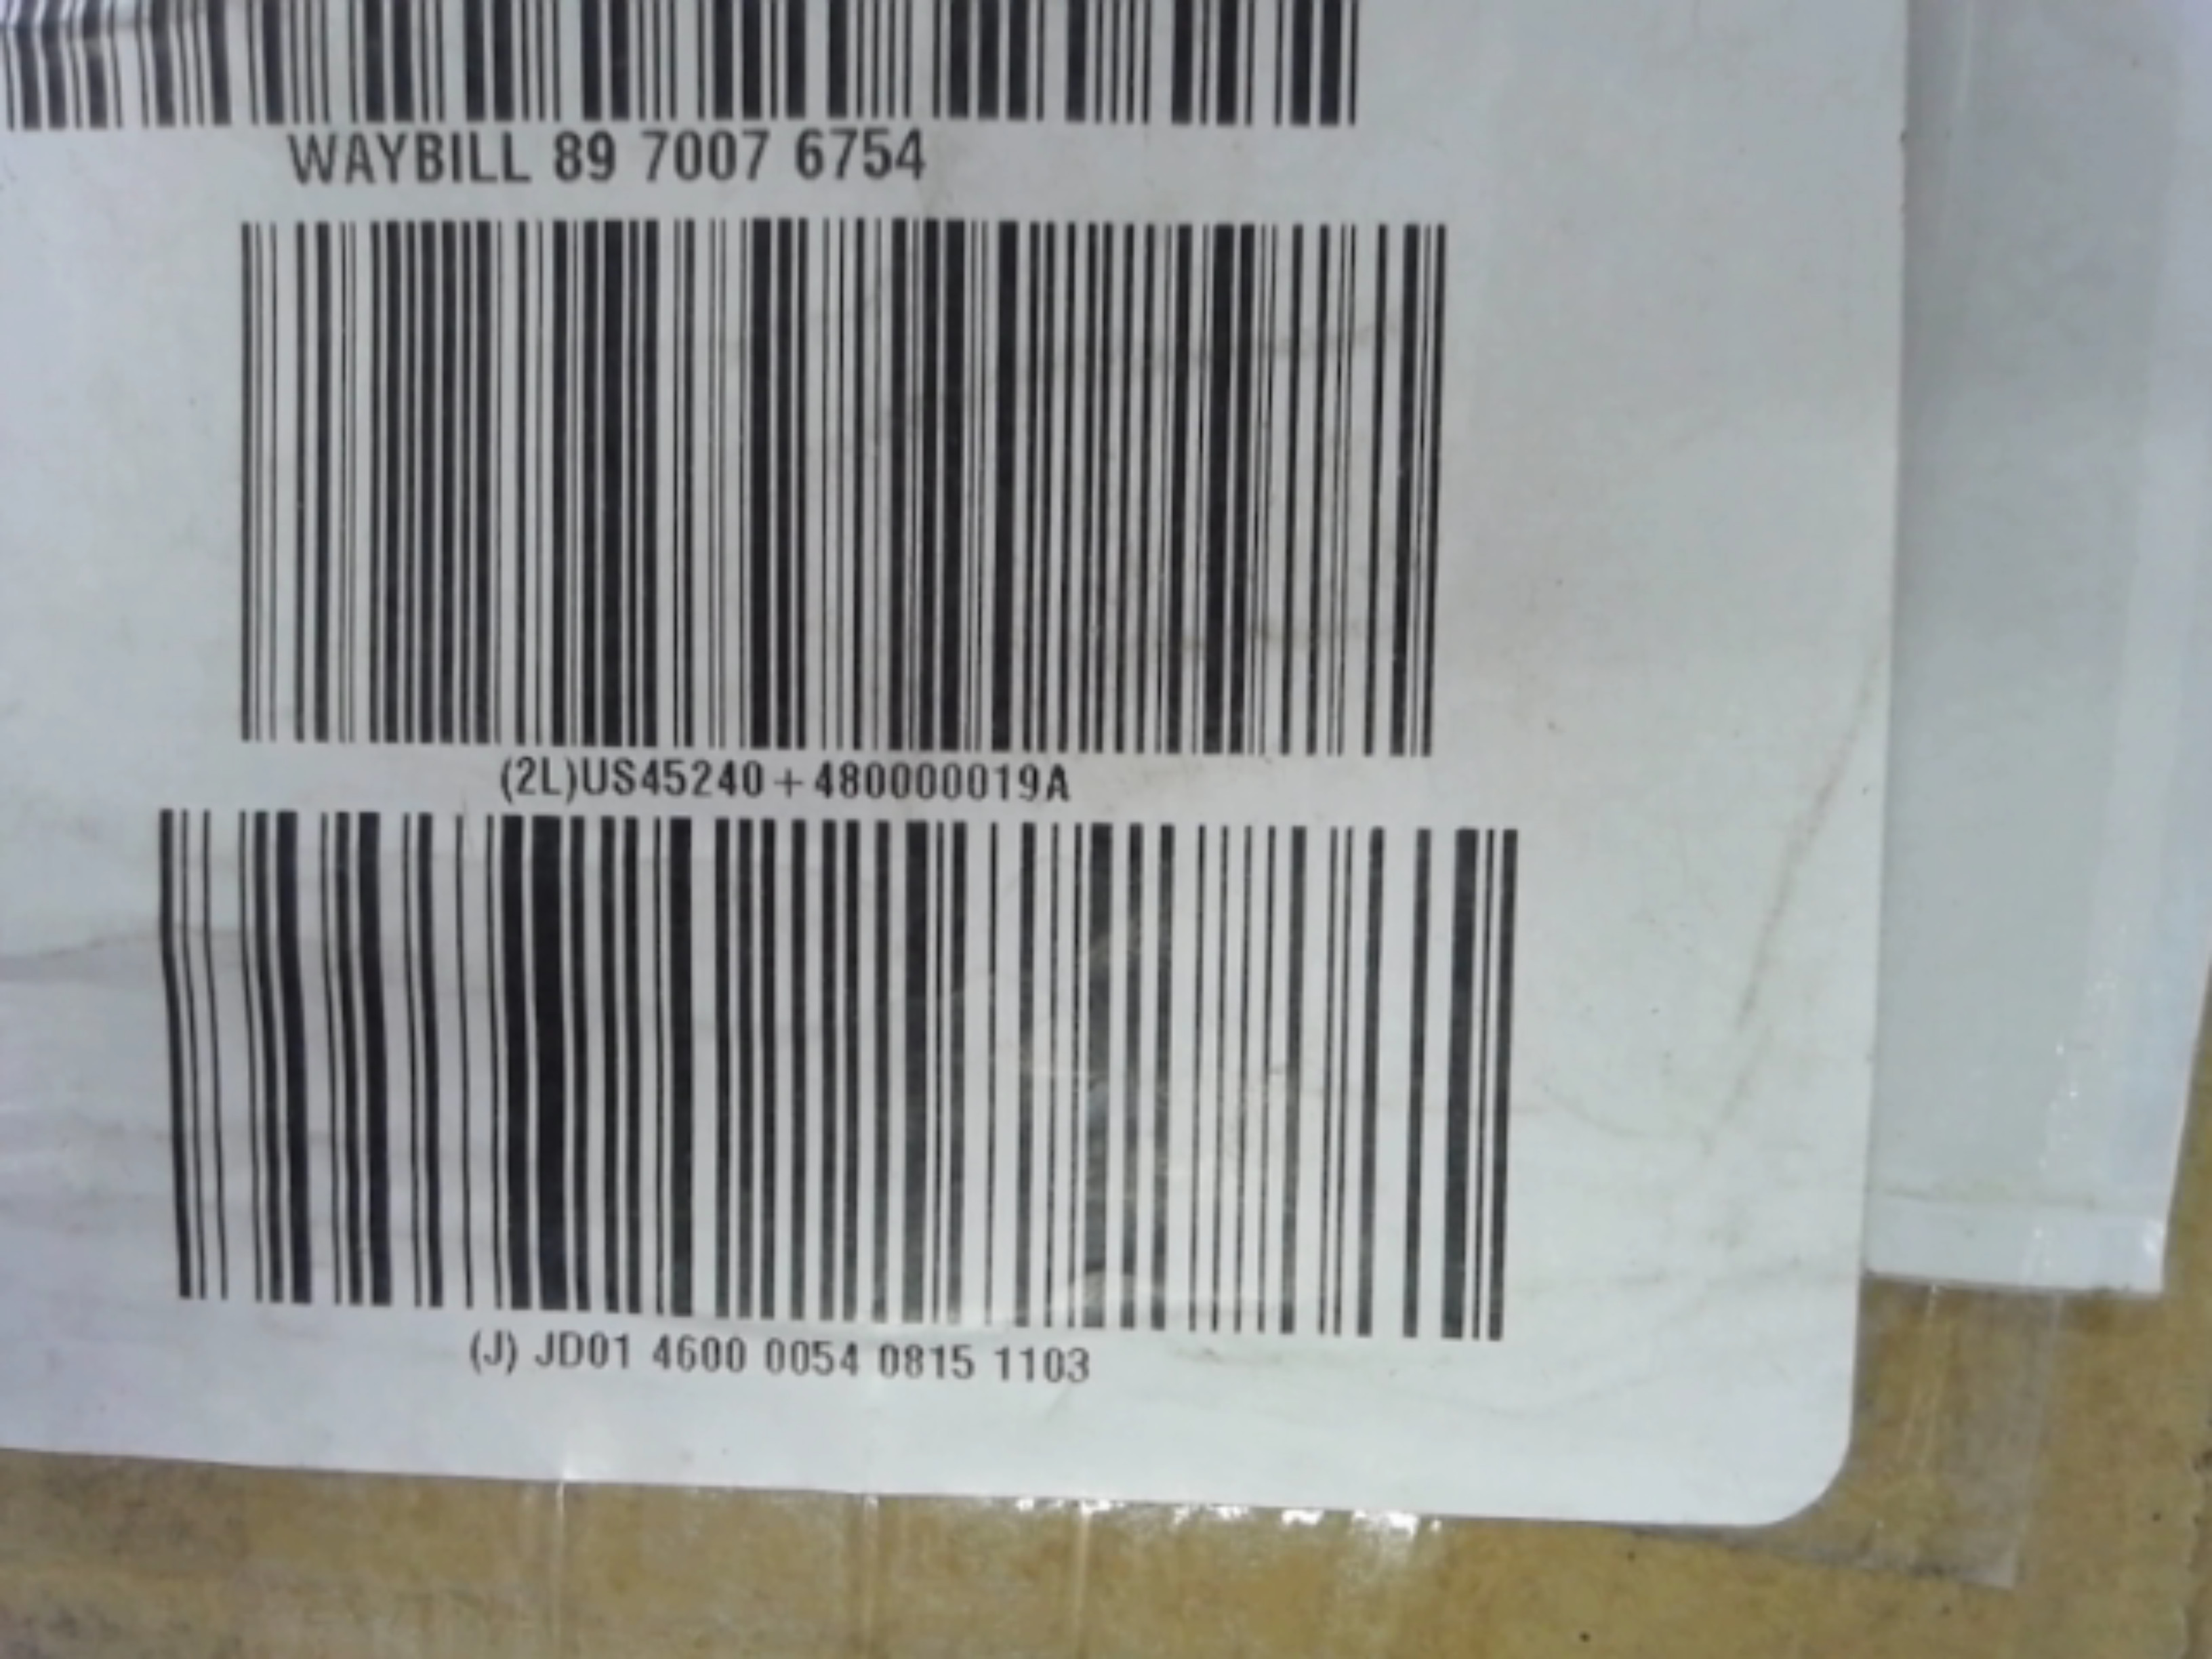 WAYBILL 89 7007 6754
(2L)US45240+480000019A
(J) JD01 4600 0054 0815 1103